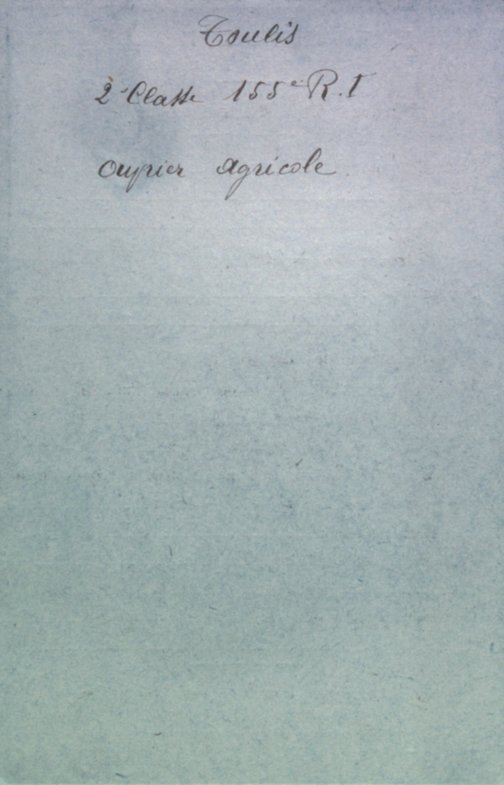 Toulis
2e Classe 155e R.I
Ouvrier agricole